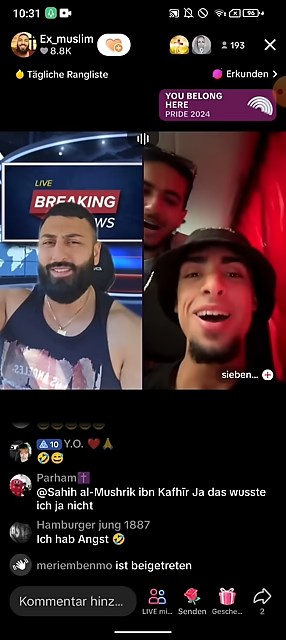 10:31
95
Ex_muslim
8.8K
193
Tägliche Rangliste
Erkunden >
YOU BELONG
HERE
PRIDE 2024
LIVE
BREAKING
WS
sieben...
10 Y.O. ❤️🙏
🤣😅
Parham✝️
@Sahih al-Mushrik ibn Kafhīr Ja das wusste
ich ja nicht
Hamburger jung 1887
Ich hab Angst 🤣
meriembenmo ist beigetreten
Kommentar hinz...
LIVE mi...
Senden
Gesche...
2